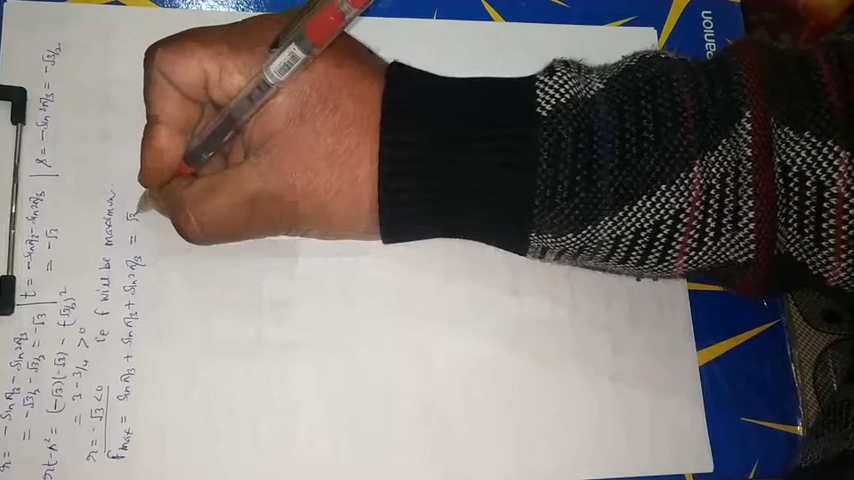 r = - Sin π/3 - Sin 2π/3 | t = - Sin π/3 - Sin 2π/3 | s = - Sin 2π/3 = - √3/2
= - √3/2 - √3/2 = - √3 | = - √3
rt - s² = (-√3)(-√3) - (√3/2)²
= 3 - 3/4 > 0
r = - √3 < 0 ie f will be maximum..
fmax = Sin π/3 + Sin π/3 + Sin 2π/3 = √3